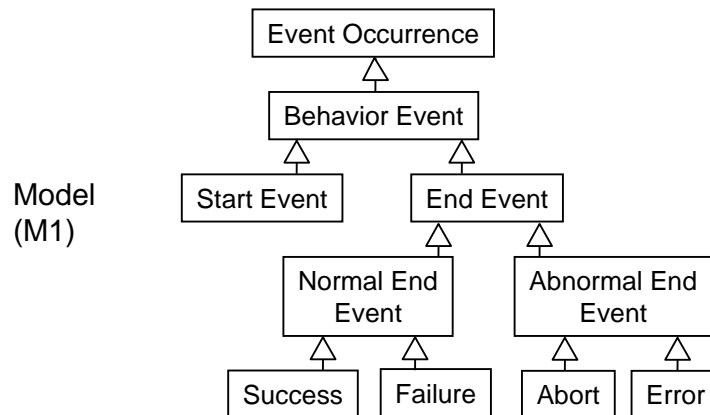 Event Occurrence
Behavior Event
Start Event
End Event
Model
(M1)
Normal End
Event
Abnormal End
Event
Success
Failure
Abort
Error